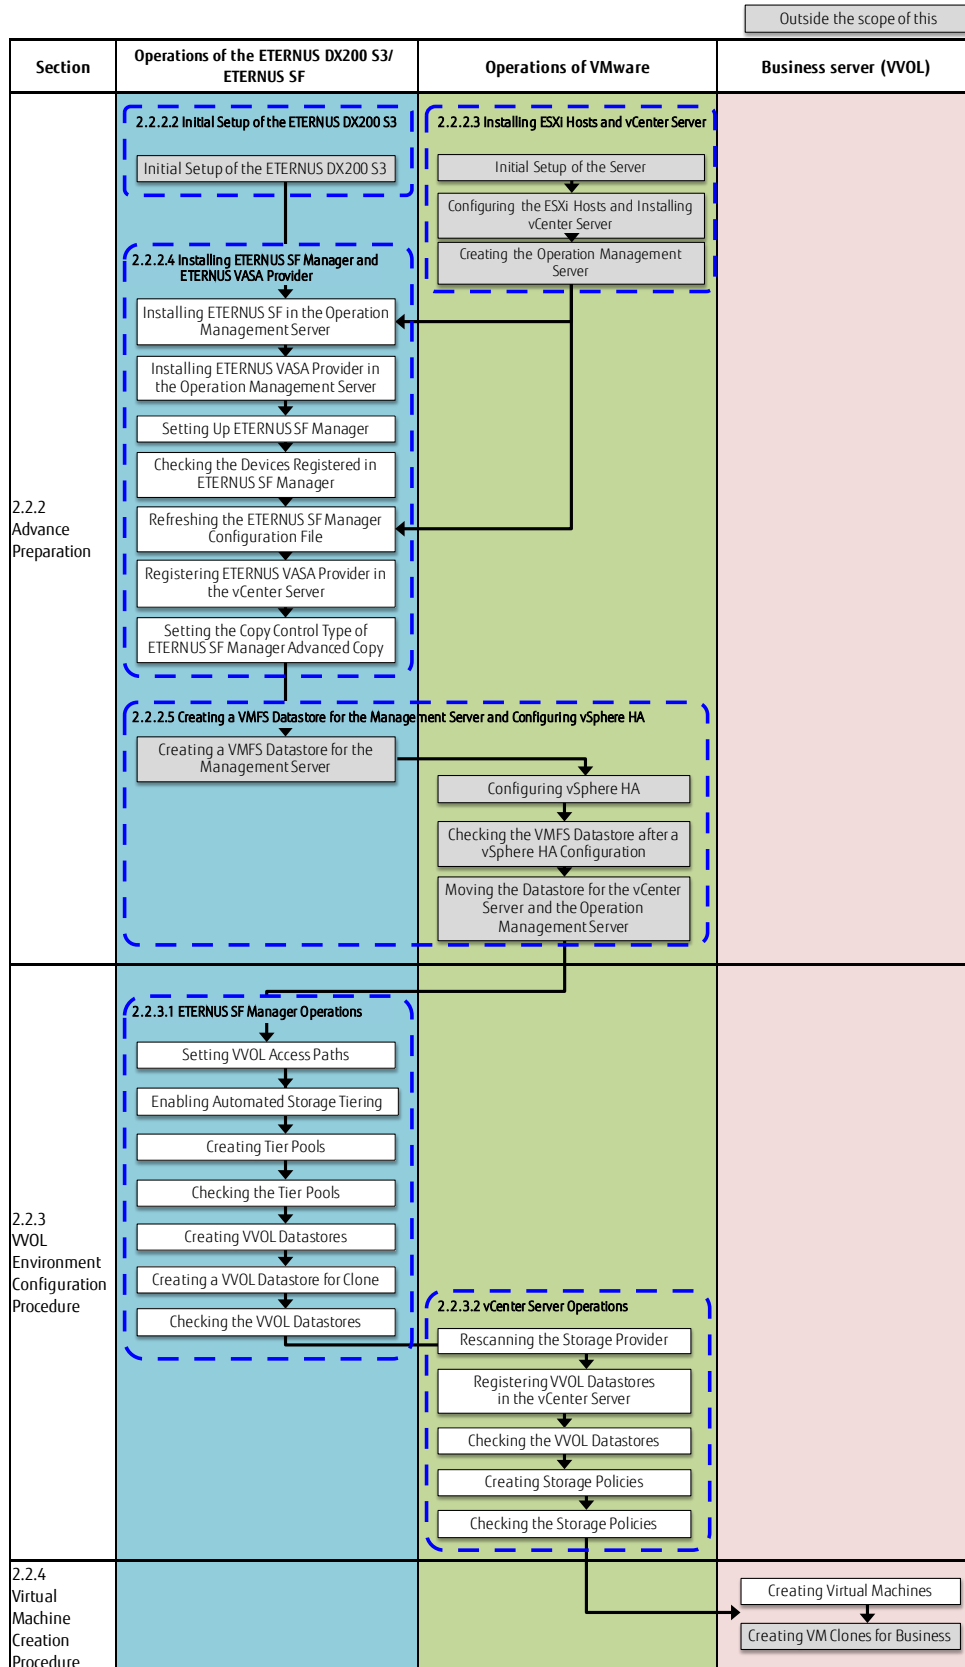 Outside the scope of this
Section
Operations of the ETERNUS DX200 S3/
ETERNUS SF
Operations of VMware
Business server (VVOL)
2.2.2
Advance
Preparation
2.2.2.2 Initial Setup of the ETERNUS DX200 S3
Initial Setup of the ETERNUS DX200 S3
2.2.2.3 Installing ESXi Hosts and vCenter Server
Initial Setup of the Server
Configuring the ESXi Hosts and Installing
vCenter Server
Creating the Operation Management
Server
2.2.2.4 Installing ETERNUS SF Manager and
ETERNUS VASA Provider
Installing ETERNUS SF in the Operation
Management Server
Installing ETERNUS VASA Provider in
the Operation Management Server
Setting Up ETERNUS SF Manager
Checking the Devices Registered in
ETERNUS SF Manager
Refreshing the ETERNUS SF Manager
Configuration File
Registering ETERNUS VASA Provider in
the vCenter Server
Setting the Copy Control Type of
ETERNUS SF Manager Advanced Copy
2.2.2.5 Creating a VMFS Datastore for the Management Server and Configuring vSphere HA
Creating a VMFS Datastore for the
Management Server
Configuring vSphere HA
Checking the VMFS Datastore after a
vSphere HA Configuration
Moving the Datastore for the vCenter
Server and the Operation
Management Server
2.2.3
VVOL
Environment
Configuration
Procedure
2.2.3.1 ETERNUS SF Manager Operations
Setting VVOL Access Paths
Enabling Automated Storage Tiering
Creating Tier Pools
Checking the Tier Pools
Creating VVOL Datastores
Creating a VVOL Datastore for Clone
Checking the VVOL Datastores
2.2.3.2 vCenter Server Operations
Rescanning the Storage Provider
Registering VVOL Datastores
in the vCenter Server
Checking the VVOL Datastores
Creating Storage Policies
Checking the Storage Policies
2.2.4
Virtual
Machine
Creation
Procedure
Creating Virtual Machines
Creating VM Clones for Business